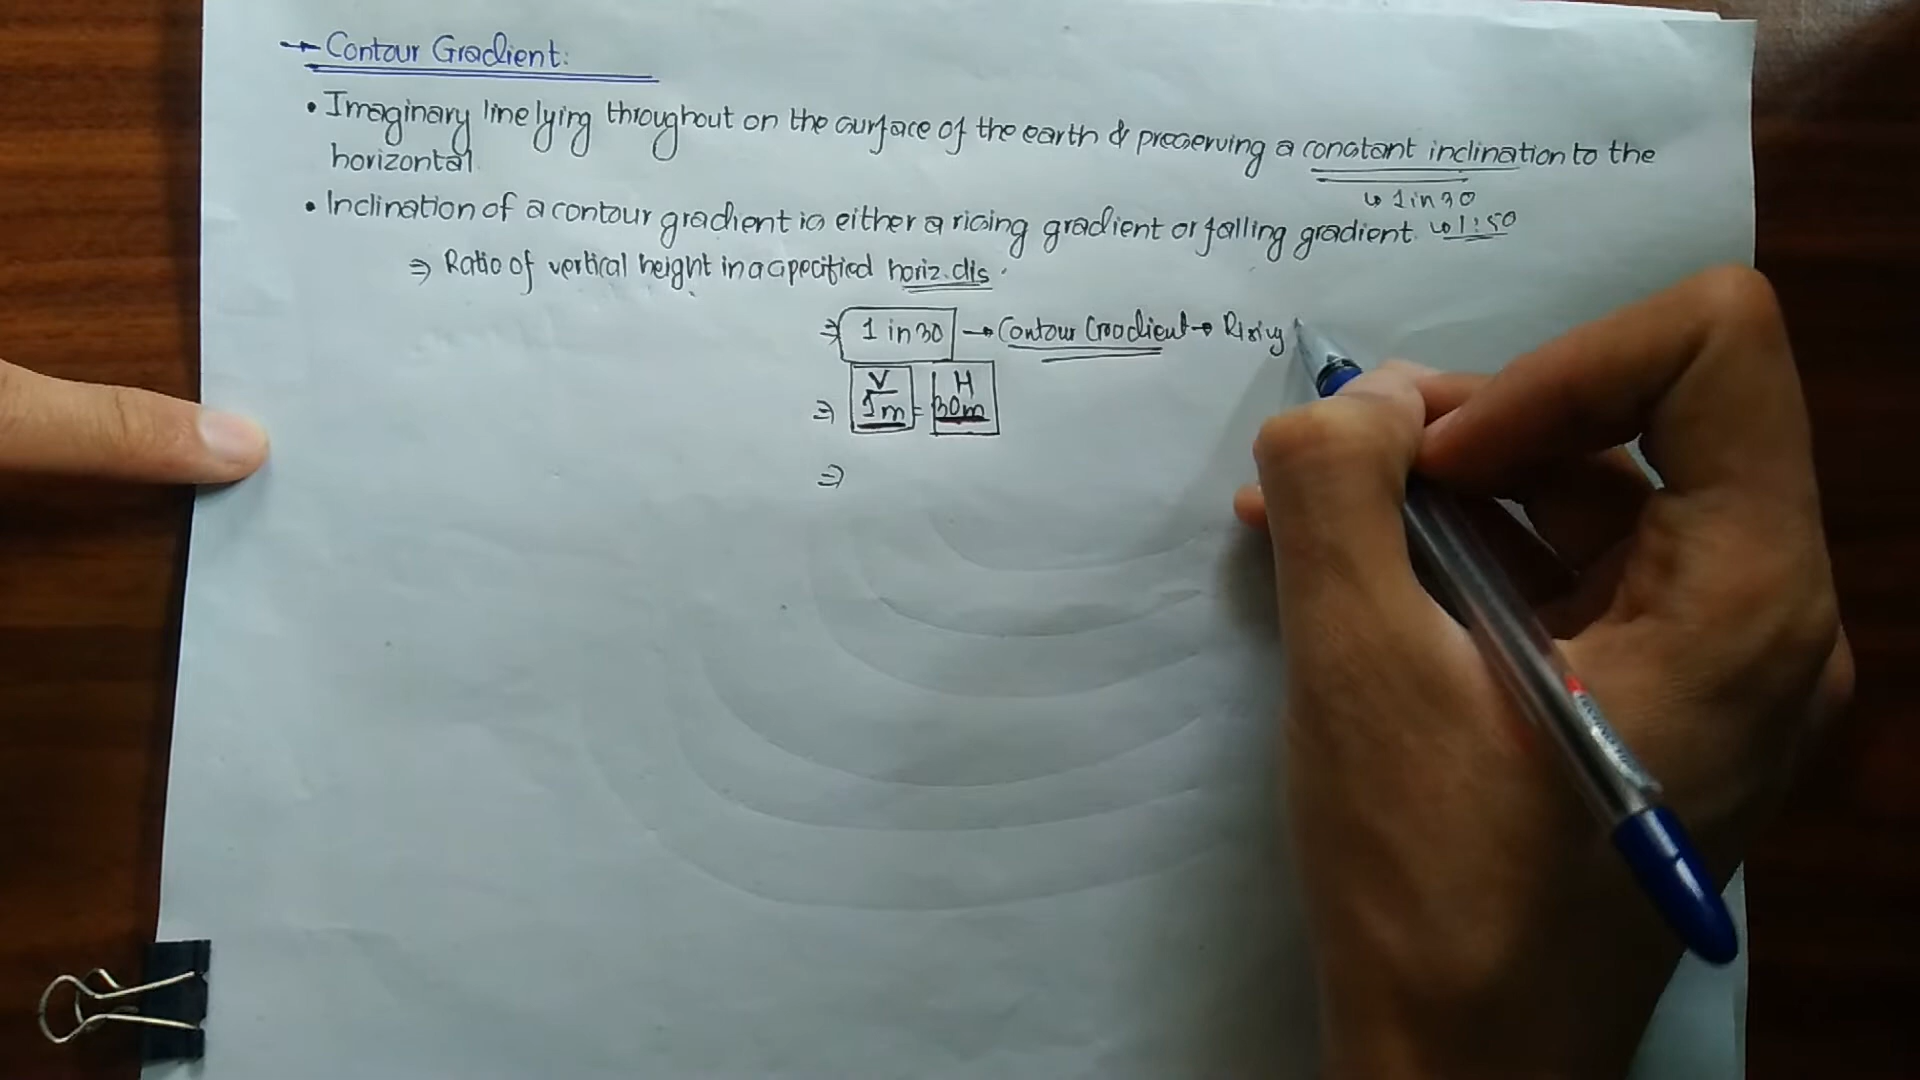 → Contour Gradient:
• Imaginary line lying throughout on the surface of the earth & preserving a constant inclination to the
horizontal.
↳ 1 in 30
• Inclination of a contour gradient is either a rising gradient or falling gradient. ↳ 1:50
⇒ Ratio of vertical height in a specified horiz. dis.
⇒ 1 in 30 → Contour Gradient → Rising
V H
⇒ 1m = 30m
⇒